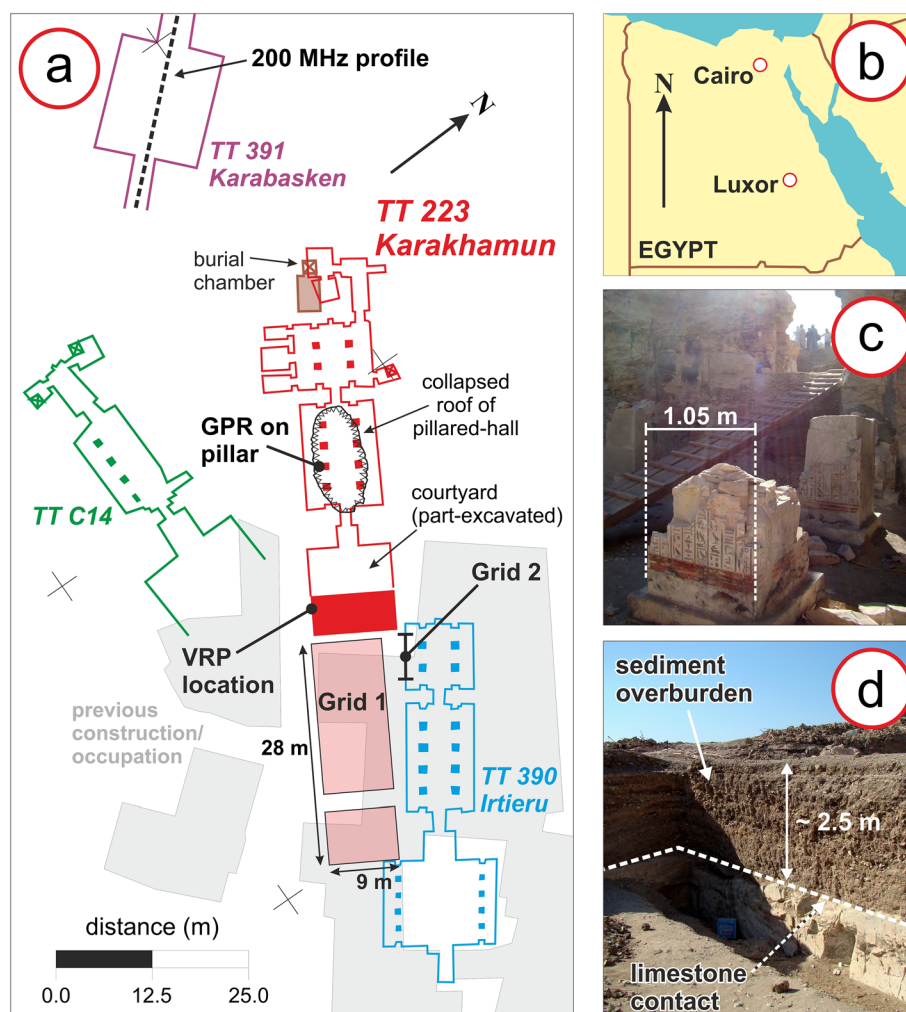 a
200 MHz profile
N
TT 391
Karabasken
TT 223
Karakhamun
burial
chamber
collapsed
roof of
pillared-hall
GPR on
pillar
TT C14
courtyard
(part-excavated)
Grid 2
VRP
location
Grid 1
previous
construction/
occupation
28 m
TT 390
Irtieru
9 m
distance (m)
0.0
12.5
25.0
b
Cairo
N
Luxor
EGYPT
c
1.05 m
d
sediment
overburden
~ 2.5 m
limestone
contact